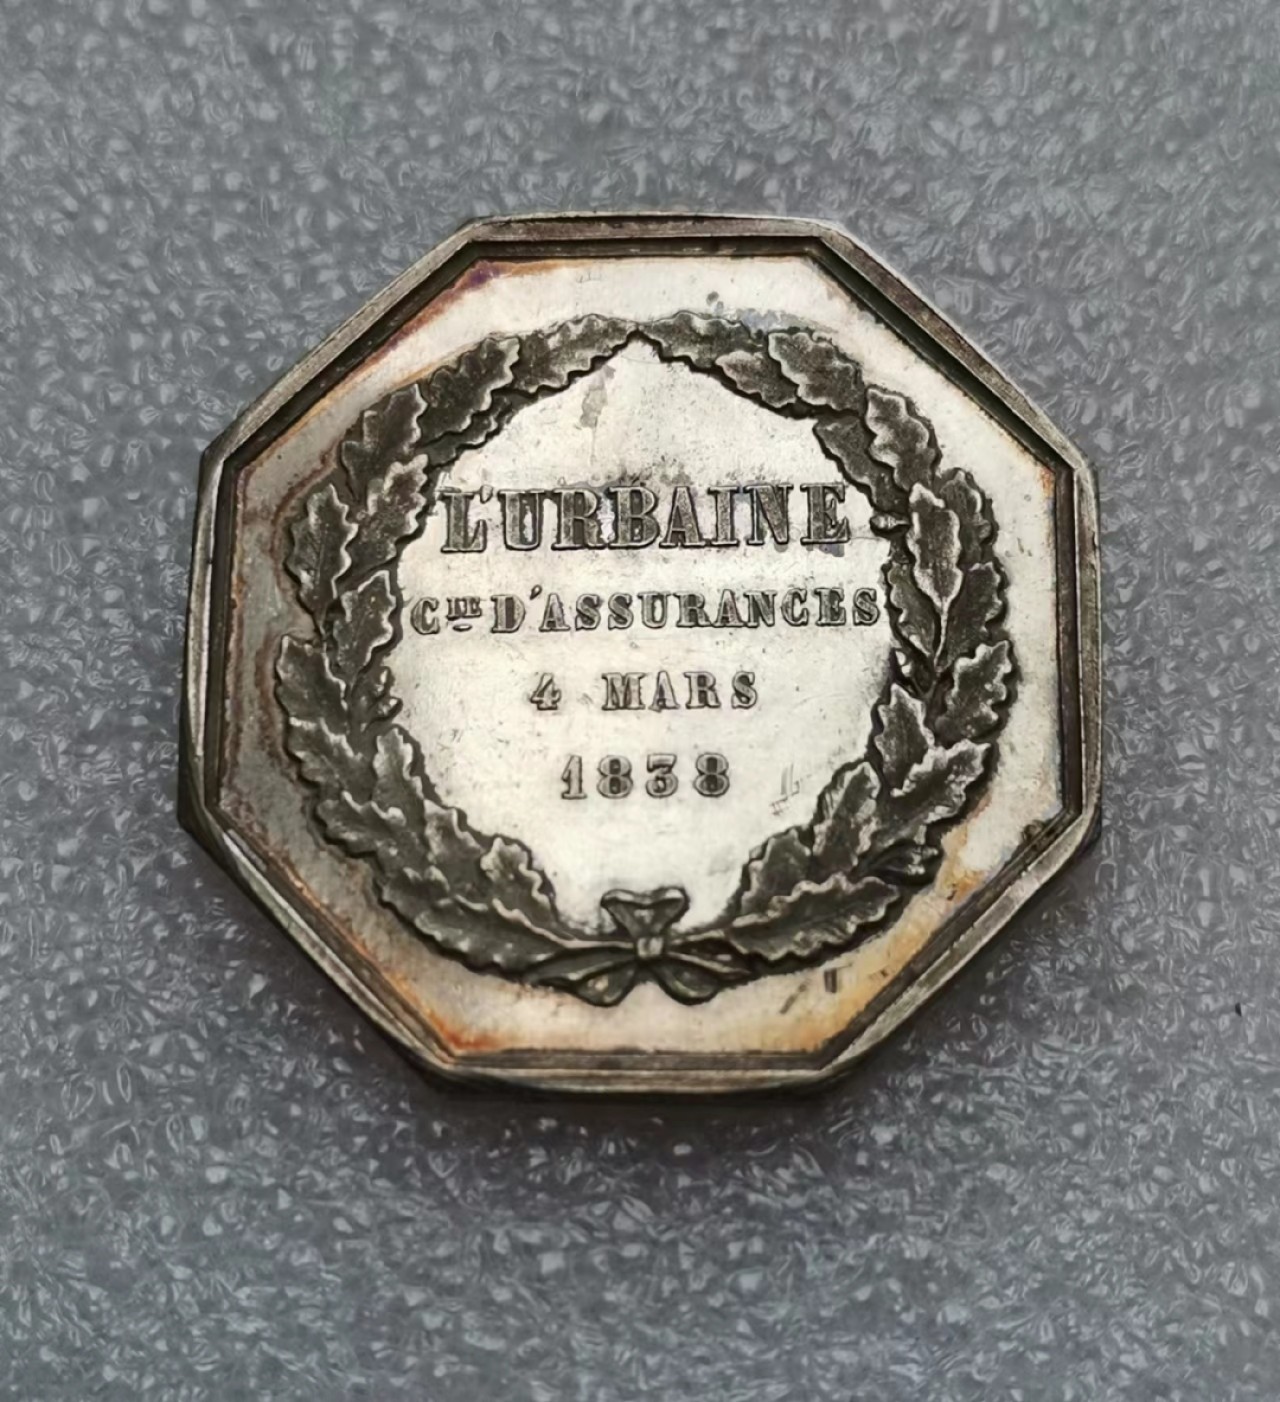 L'URBAINE
CIE D'ASSURANCES
4 MARS
1838